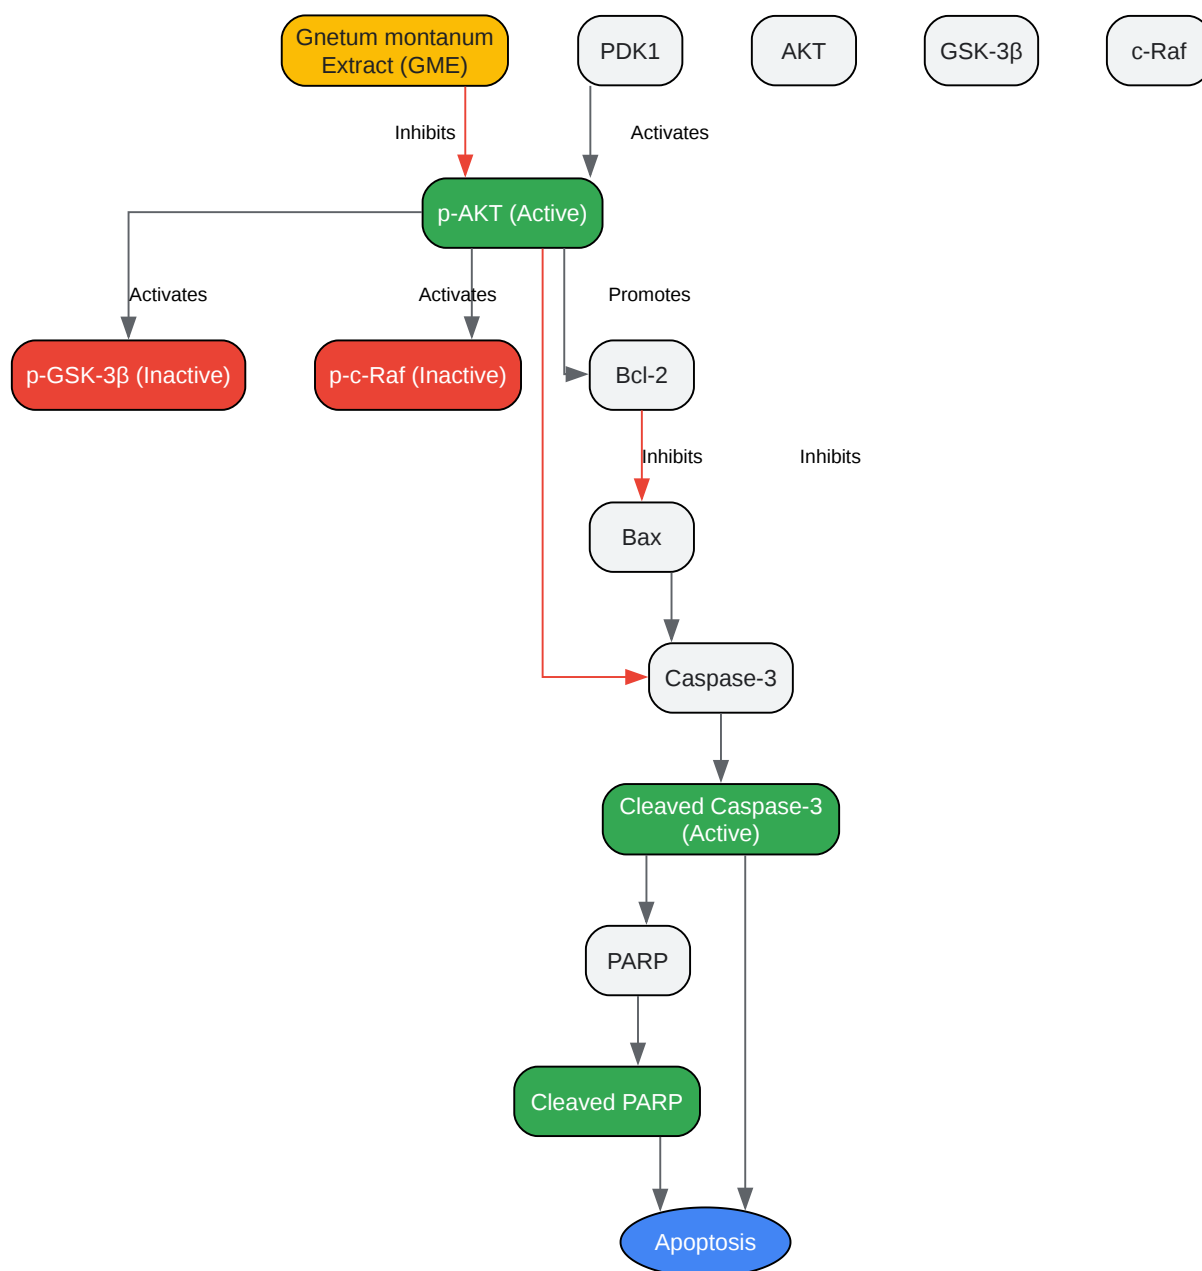 Gnetum montanum
Extract (GME)
PDK1
AKT
GSK-3β
c-Raf
Inhibits
Activates
p-AKT (Active)
Activates
Activates
Promotes
p-GSK-3β (Inactive)
p-c-Raf (Inactive)
Bcl-2
Inhibits
Inhibits
Bax
Caspase-3
Cleaved Caspase-3
(Active)
PARP
Cleaved PARP
Apoptosis